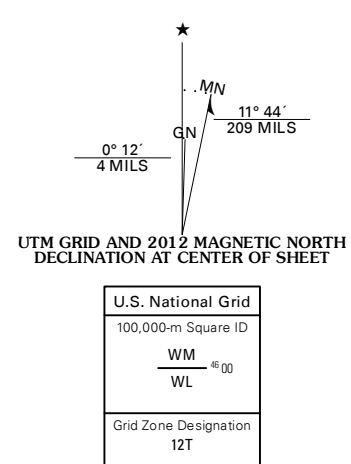 ★
MN
GN
11° 44´
209 MILS
0° 12´
4 MILS
UTM GRID AND 2012 MAGNETIC NORTH
DECLINATION AT CENTER OF SHEET
U.S. National Grid
100,000-m Square ID
WM
46 00
WL
Grid Zone Designation
12T